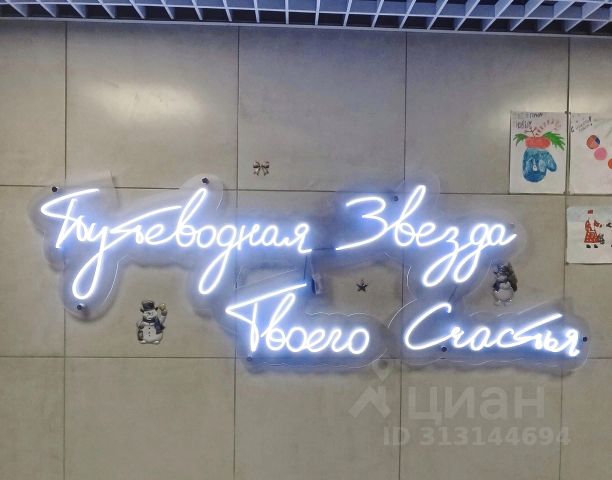 Путеводная Звезда
Твоего Счастья
циан
ID 313144694